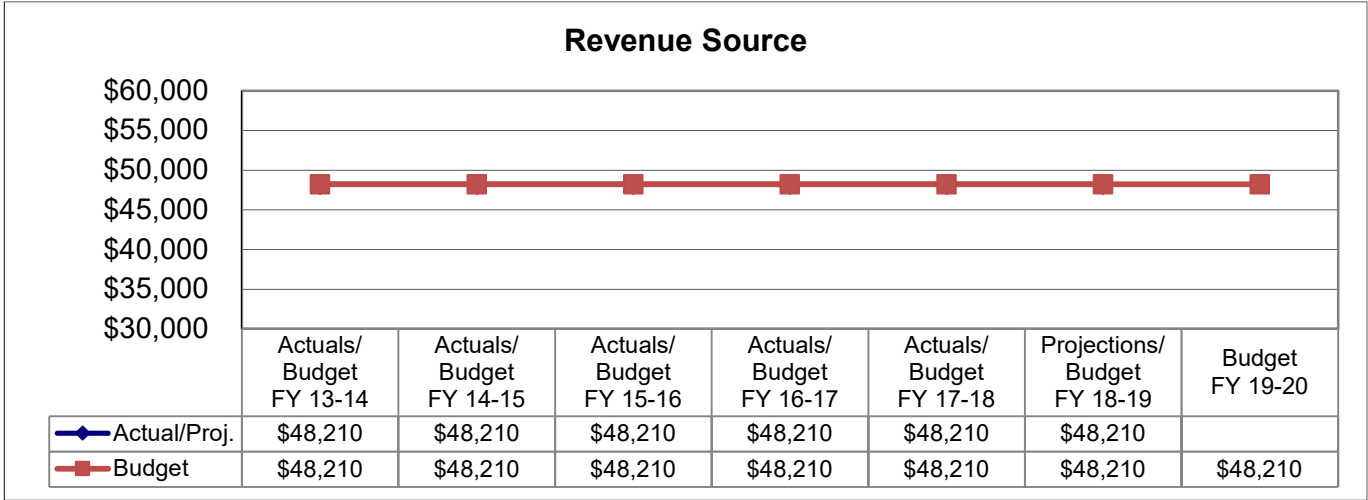 Revenue Source
$60,000
$55,000
$50,000
$45,000
$40,000
$35,000
$30,000
Actuals/
Budget
FY 13-14
Actuals/
Budget
FY 14-15
Actuals/
Budget
FY 15-16
Actuals/
Budget
FY 16-17
Actuals/
Budget
FY 17-18
Projections/
Budget
FY 18-19
Budget
FY 19-20
Actual/Proj. $48,210 $48,210 $48,210 $48,210 $48,210 $48,210
Budget $48,210 $48,210 $48,210 $48,210 $48,210 $48,210 $48,210